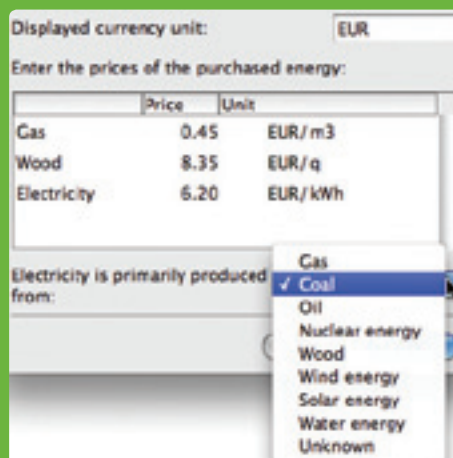 Displayed currency unit: EUR
Enter the prices of the purchased energy:
Price Unit
Gas 0.45 EUR/m3
Wood 8.35 EUR/q
Electricity 6.20 EUR/kWh
Electricity is primarily produced
from:
Gas
✓ Coal
Oil
Nuclear energy
Wood
Wind energy
Solar energy
Water energy
Unknown